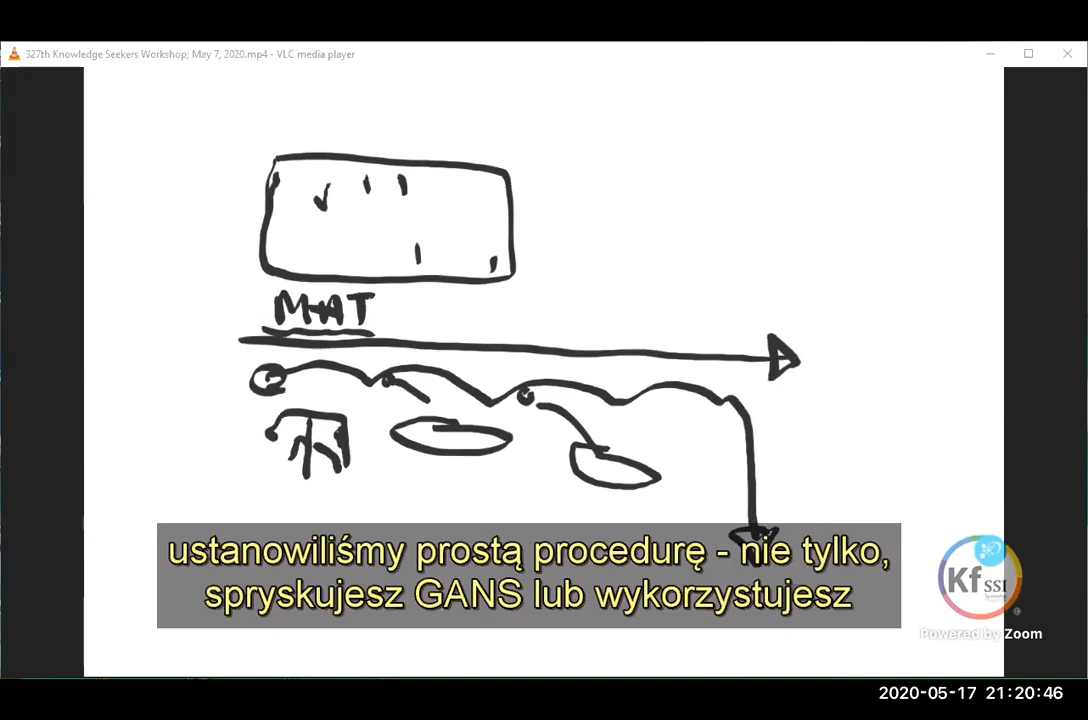 327th Knowledge Seekers Workshop; May 7, 2020.mp4 - VLC media player
MAT
ustanowiliśmy prostą procedurę - nie tylko,
spryskujesz GANS lub wykorzystujesz
Kf SSI
Powered by Zoom
2020-05-17 21:20:46